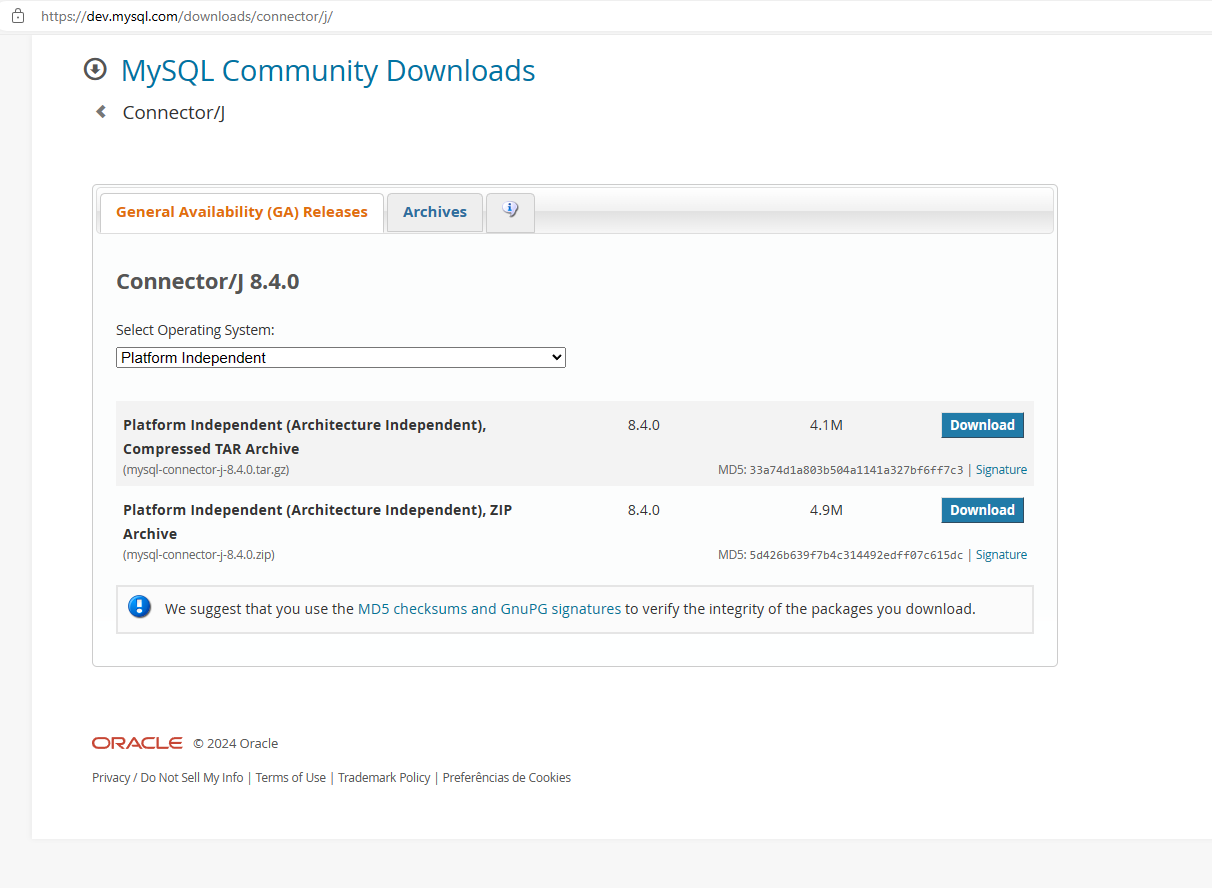 https://dev.mysql.com/downloads/connector/j/
MySQL Community Downloads
Connector/J
General Availability (GA) Releases
Archives
Connector/J 8.4.0
Select Operating System:
Platform Independent
Platform Independent (Architecture Independent), 8.4.0 4.1M Download
Compressed TAR Archive
(mysql-connector-j-8.4.0.tar.gz) MD5: 33a74d1a803b504a1141a327bf6ff7c3 | Signature
Platform Independent (Architecture Independent), ZIP 8.4.0 4.9M Download
Archive
(mysql-connector-j-8.4.0.zip) MD5: 5d426b639f7b4c314492edff07c615dc | Signature
We suggest that you use the MD5 checksums and GnuPG signatures to verify the integrity of the packages you download.
ORACLE © 2024 Oracle
Privacy / Do Not Sell My Info | Terms of Use | Trademark Policy | Preferências de Cookies